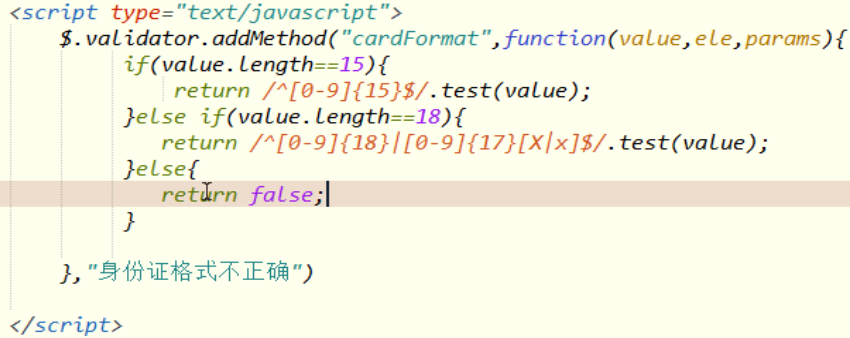 <script type="text/javascript">
$.validator.addMethod("cardFormat",function(value,ele,params){
if(value.length==15){
return /^[0-9]{15}$/.test(value);
}else if(value.length==18){
return /^[0-9]{18}|[0-9]{17}[X|x]$/.test(value);
}else{
return false;
}
},"身份证格式不正确")
</script>